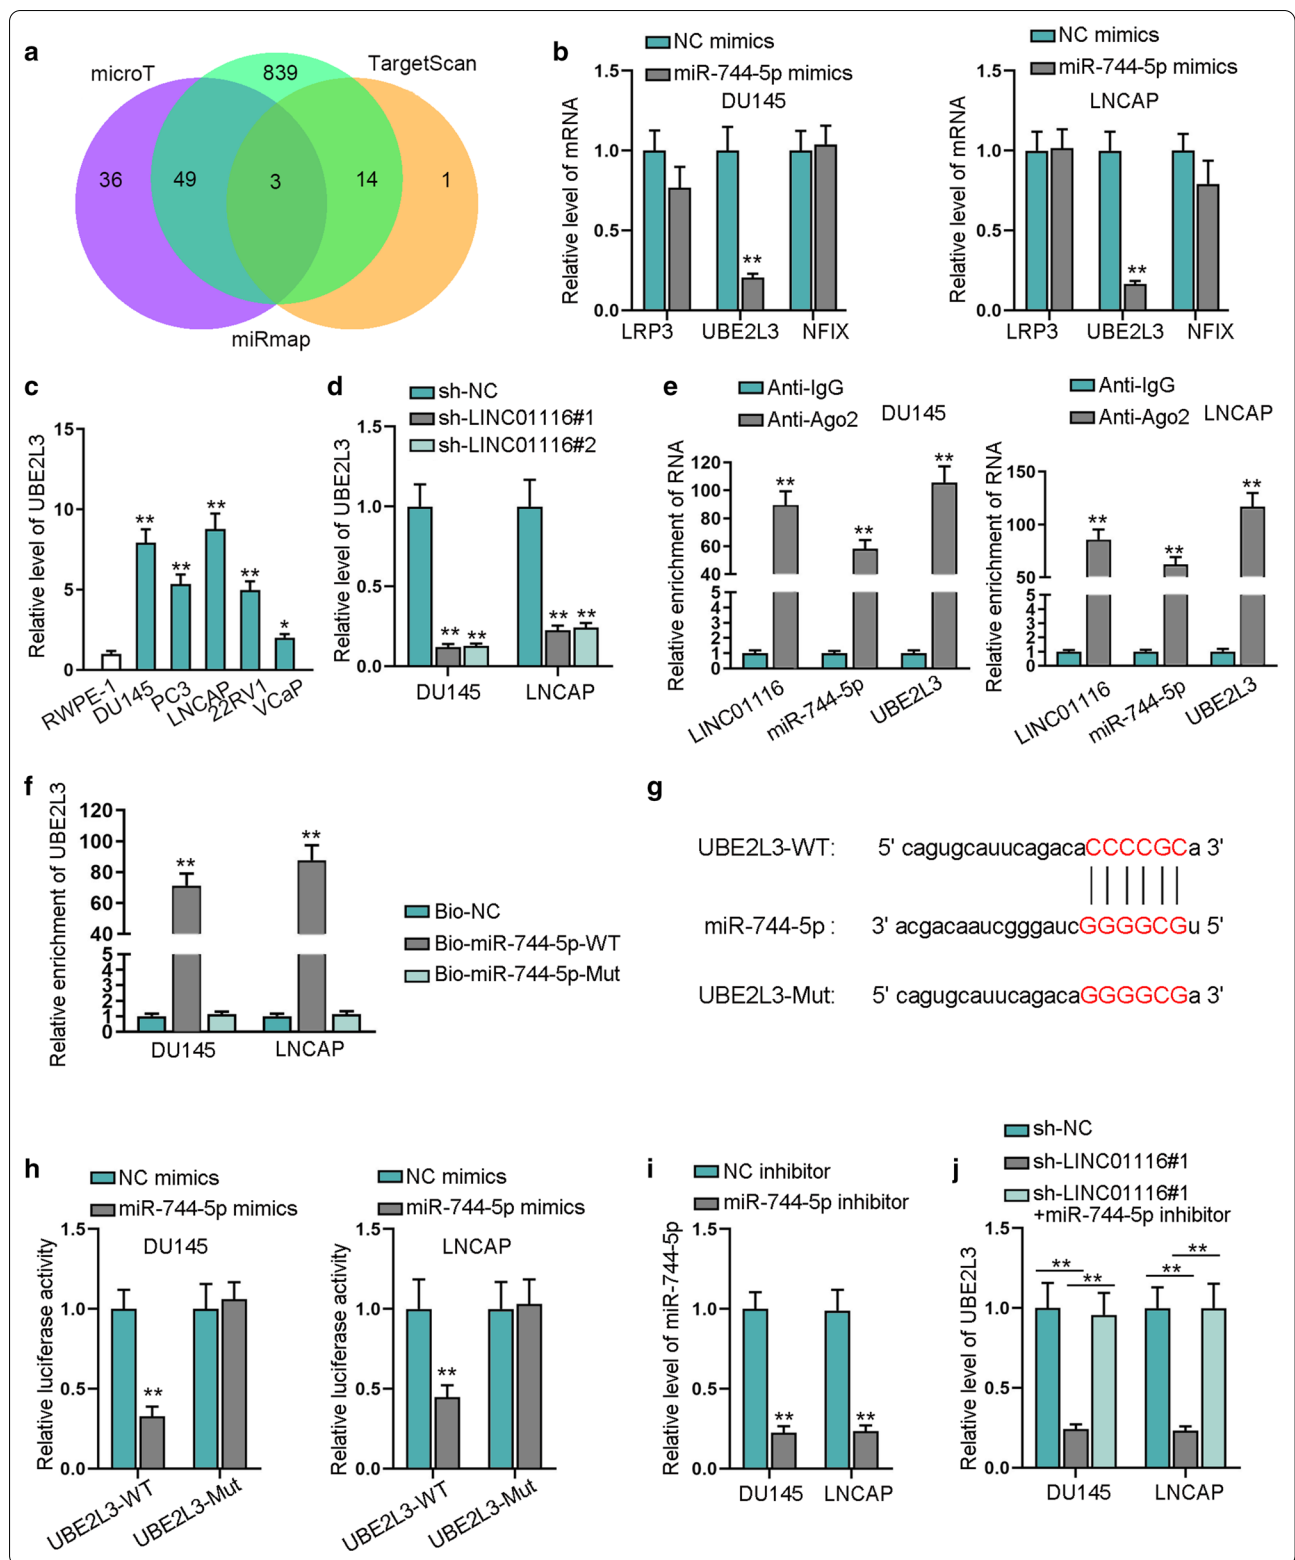 a
microT
839
TargetScan
36
49
3
14
1
miRmap
b
NC mimics
miR-744-5p mimics
DU145
Relative level of mRNA
1.5
1.0
0.5
0.0
**
LRP3 UBE2L3 NFIX
NC mimics
miR-744-5p mimics
LNCAP
Relative level of mRNA
1.5
1.0
0.5
0.0
**
LRP3 UBE2L3 NFIX
c
Relative level of UBE2L3
15
10
5
0
**
**
**
**
*
RWPE-1
DU145
PC3
LNCAP
22RV1
VCaP
d
sh-NC
sh-LINC01116#1
sh-LINC01116#2
Relative level of UBE2L3
1.5
1.0
0.5
0.0
** **
** **
DU145 LNCAP
e
Anti-IgG
Anti-Ago2
DU145
Relative enrichment of RNA
120
100
80
60
40
5
4
3
2
1
0
**
**
**
LINC01116
miR-744-5p
UBE2L3
Anti-IgG
Anti-Ago2
LNCAP
Relative enrichment of RNA
150
100
50
5
4
3
2
1
0
**
**
**
LINC01116
miR-744-5p
UBE2L3
f
Relative enrichment of UBE2L3
120
100
80
60
40
5
4
3
2
1
0
**
**
DU145 LNCAP
Bio-NC
Bio-miR-744-5p-WT
Bio-miR-744-5p-Mut
g
UBE2L3-WT: 5' cagugcauucagacaCCCCGCa 3'
miR-744-5p : 3' acgacaaucgggaucGGGGCGu 5'
UBE2L3-Mut: 5' cagugcauucagacaGGGGCGa 3'
h
NC mimics
miR-744-5p mimics
DU145
Relative luciferase activity
1.5
1.0
0.5
0.0
**
UBE2L3-WT
UBE2L3-Mut
NC mimics
miR-744-5p mimics
LNCAP
Relative luciferase activity
1.5
1.0
0.5
0.0
**
UBE2L3-WT
UBE2L3-Mut
i
NC inhibitor
miR-744-5p inhibitor
Relative level of miR-744-5p
1.5
1.0
0.5
0.0
**
**
DU145 LNCAP
j
sh-NC
sh-LINC01116#1
sh-LINC01116#1
+miR-744-5p inhibitor
Relative level of UBE2L3
1.5
1.0
0.5
0.0
**
**
**
**
DU145 LNCAP